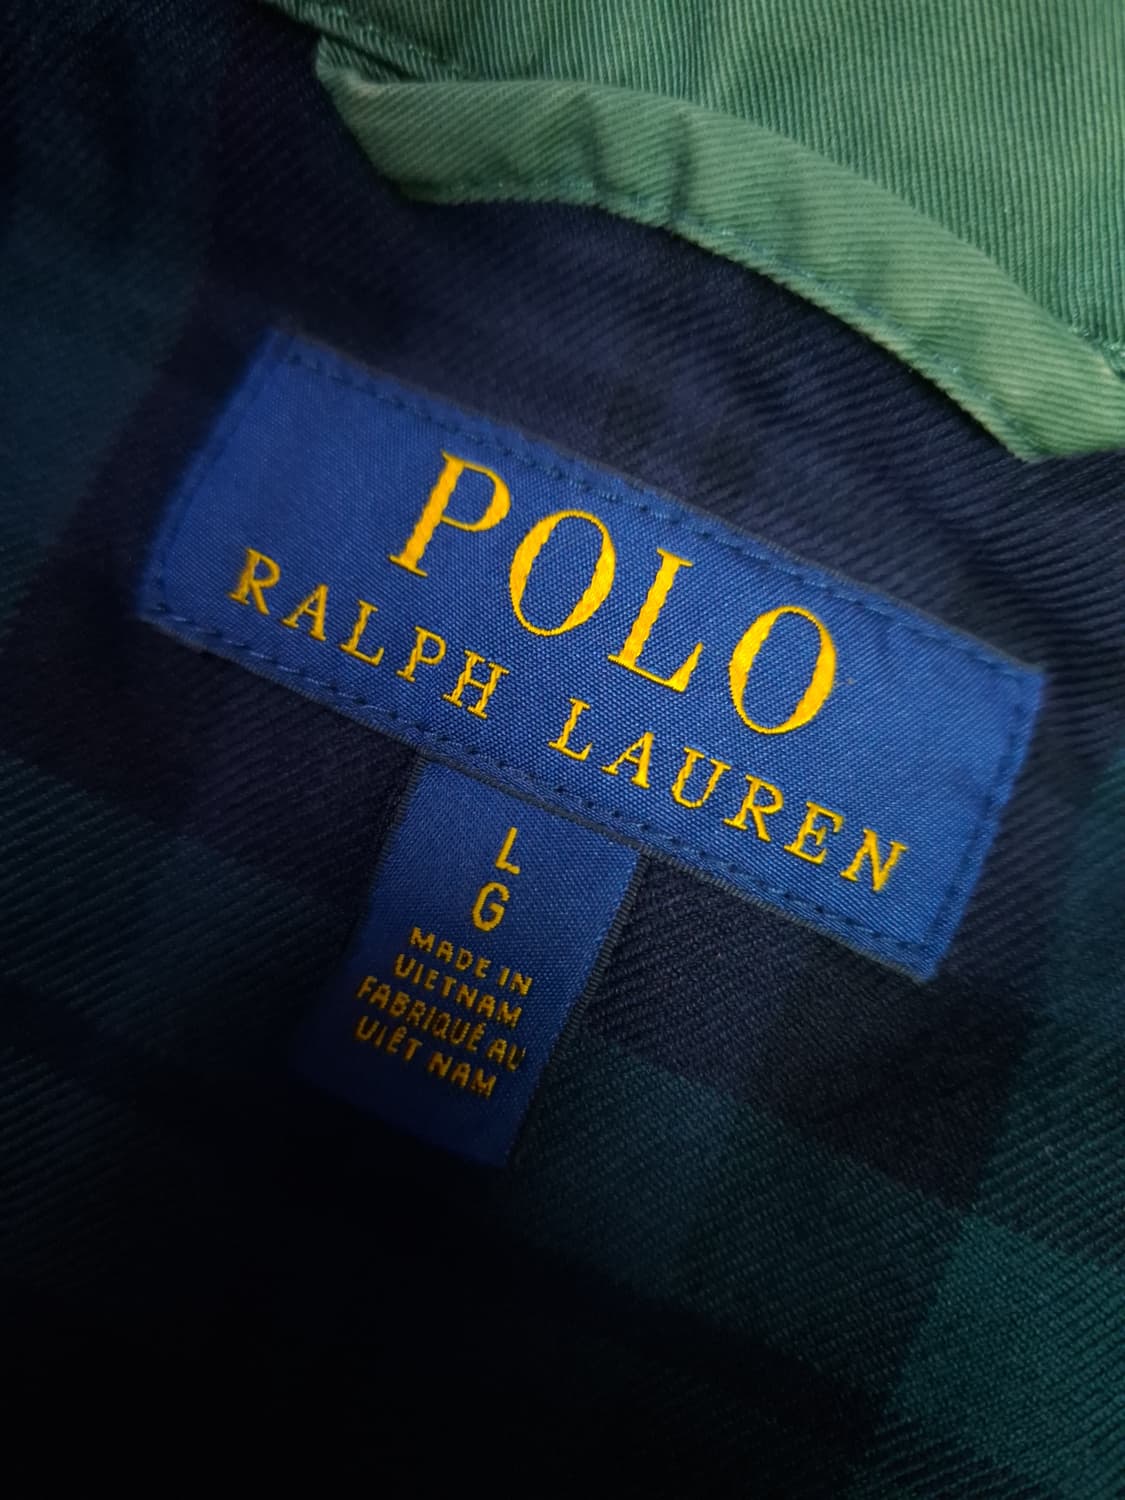 POLO
RALPH LAUREN
L
G
MADE IN
VIETNAM
FABRIQUÉ AU
VIÊT NAM